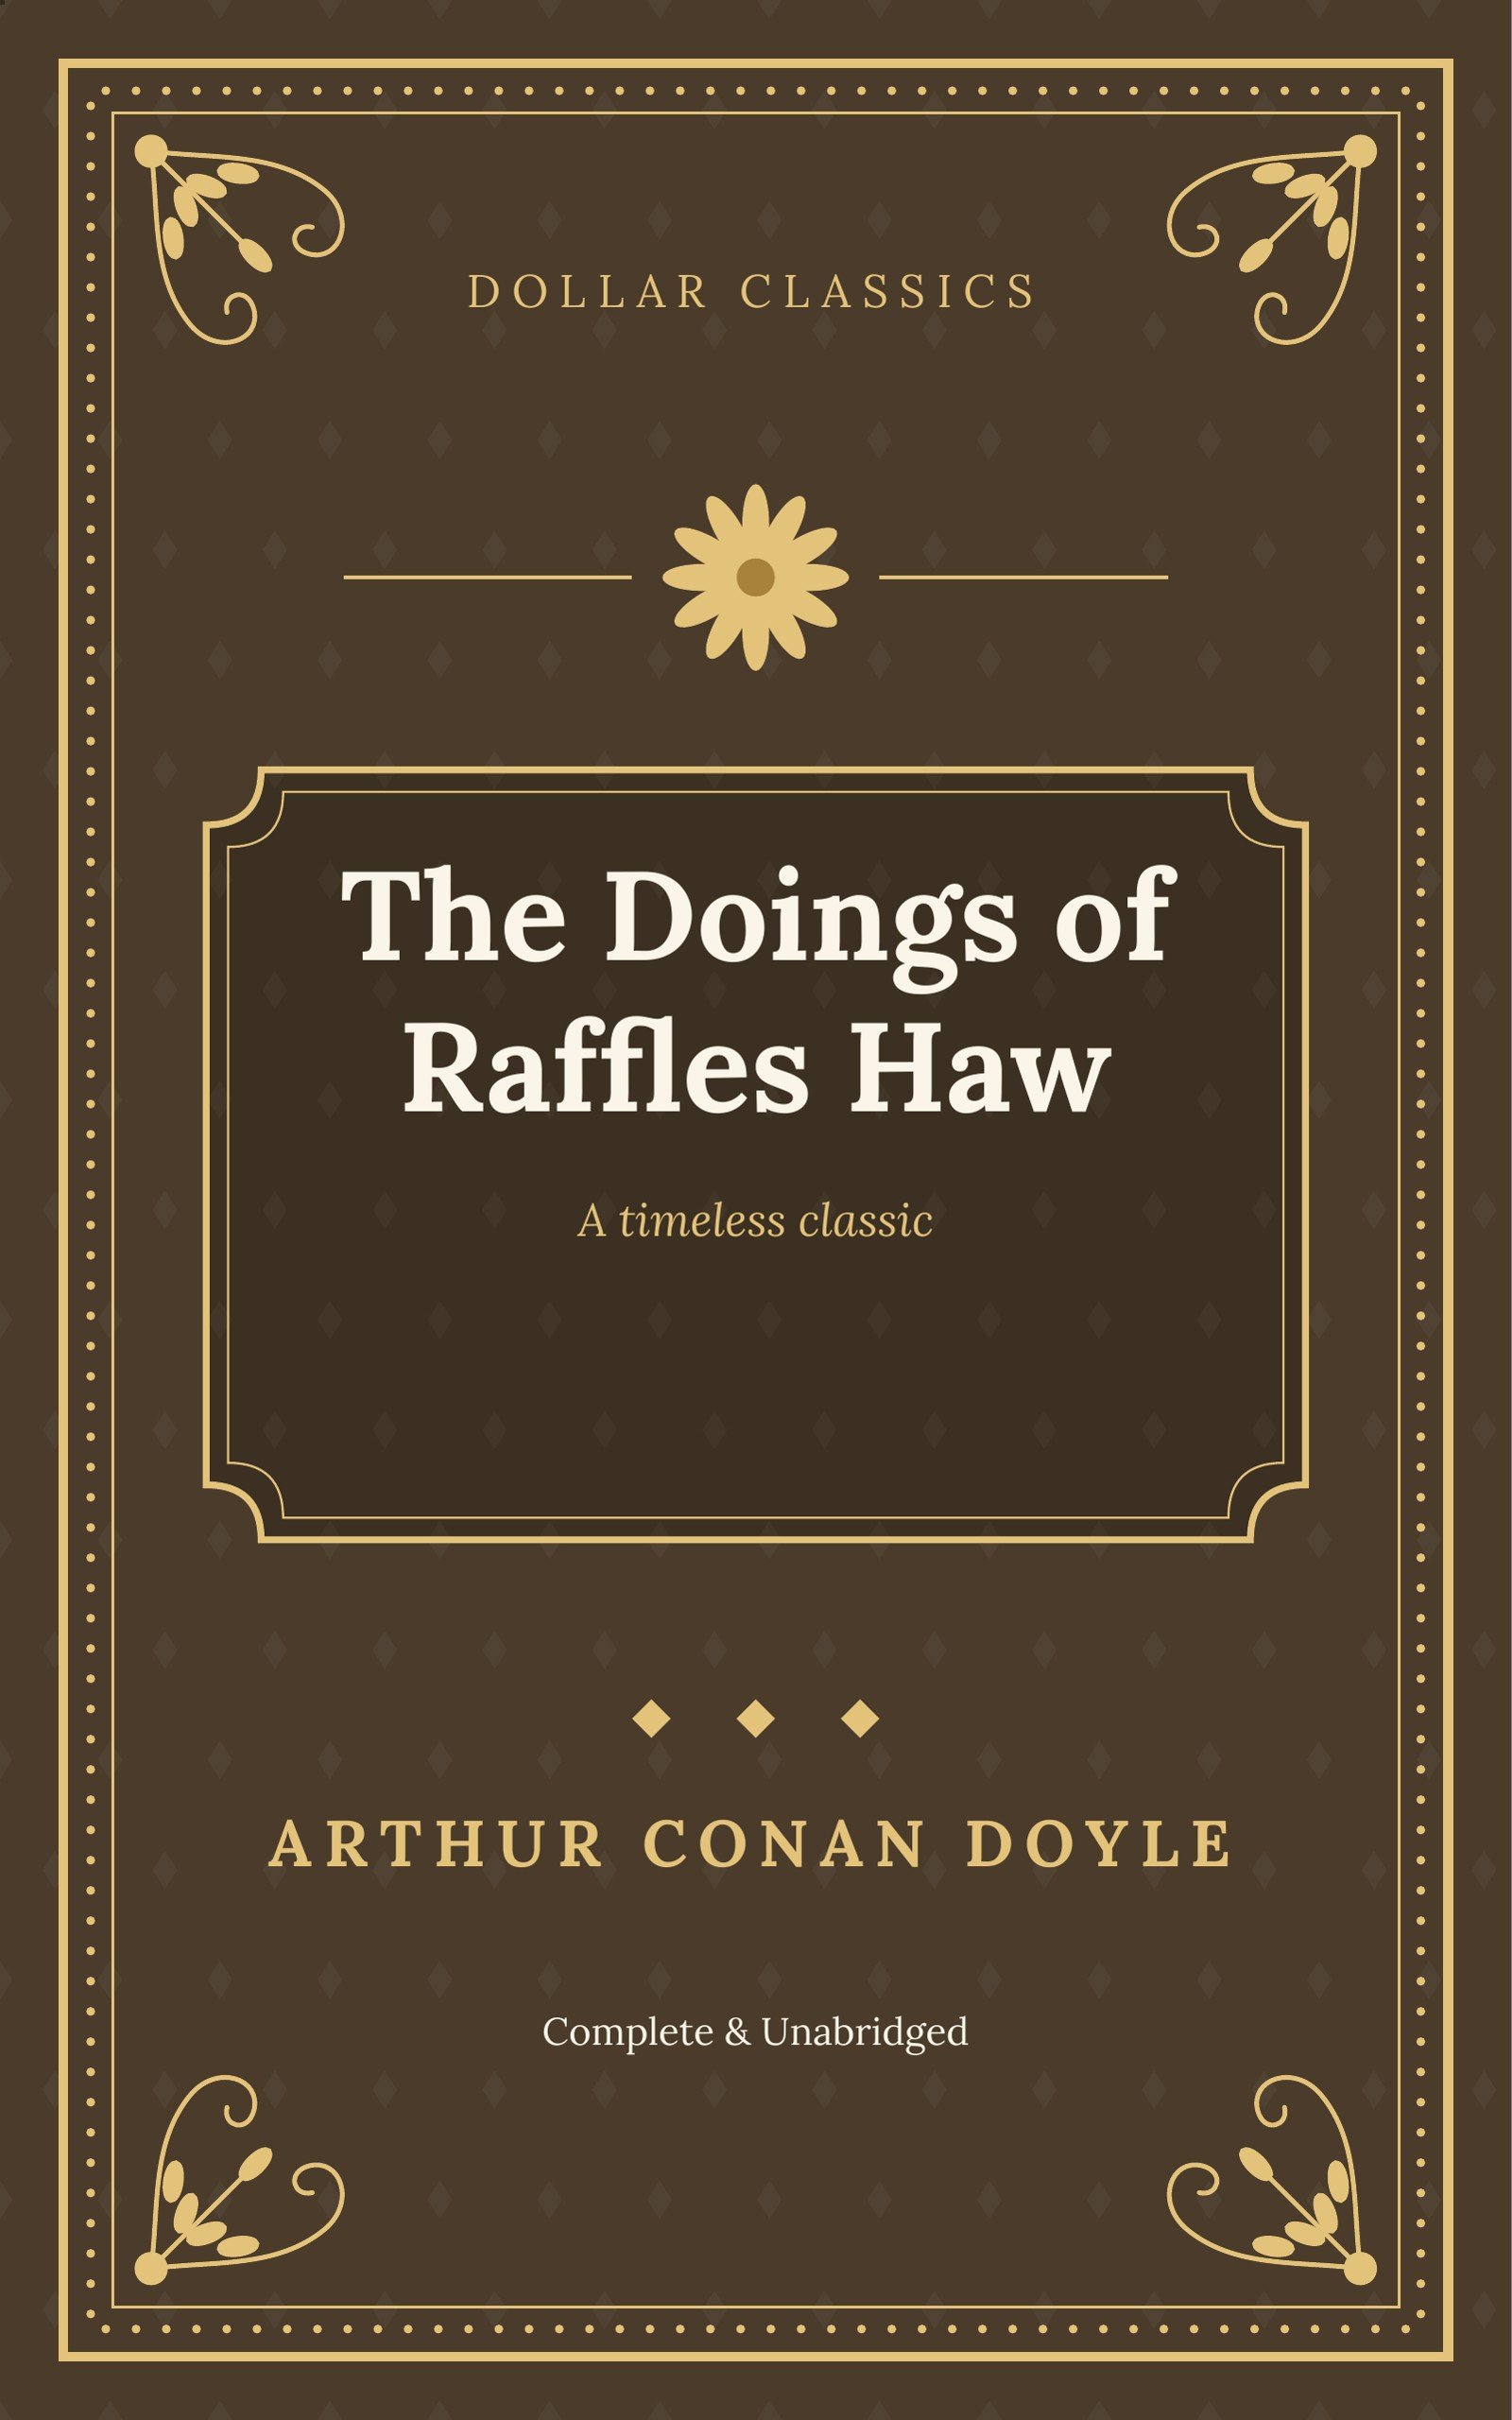 DOLLAR CLASSICS
The Doings of
Raffles Haw
A timeless classic
ARTHUR CONAN DOYLE
Complete & Unabridged